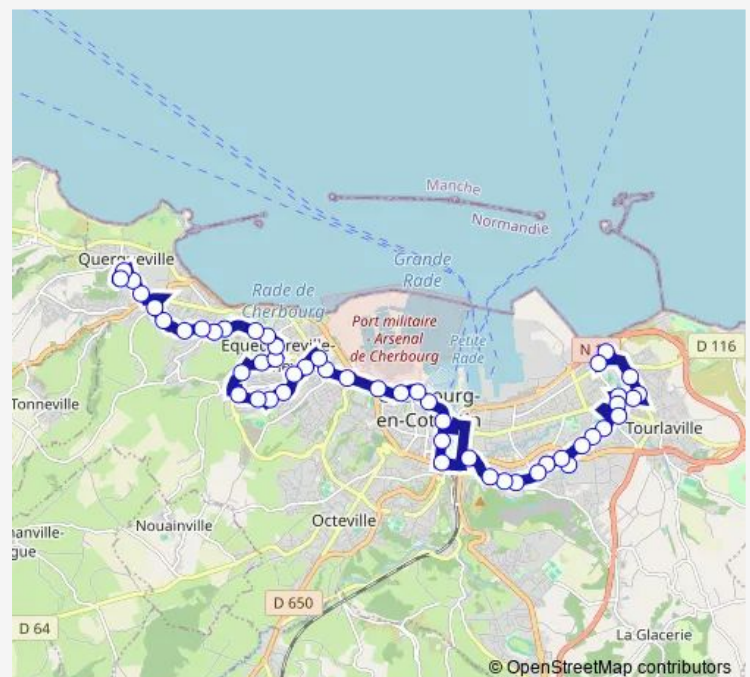 Manche
Normandie
Querqueville
Grande
Rade
Rade de
Cherbourg
Port militaire
- Arsenal
de Cherbourg
Petite
Rade
D 116
Tonneville
Tourlaville
Nouainville
Octeville
D 650
D 64
La Glacerie
© OpenStreetMap contributors